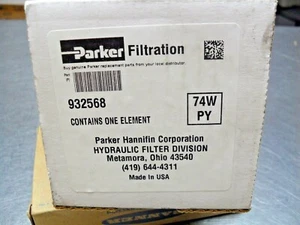 Parker Filtration
Buy genuine Parker replacement parts from your local distributor.
932568
CONTAINS ONE ELEMENT
74W
PY
Parker Hannifin Corporation
HYDRAULIC FILTER DIVISION
Metamora, Ohio 43540
(419) 644-4311
Made In USA